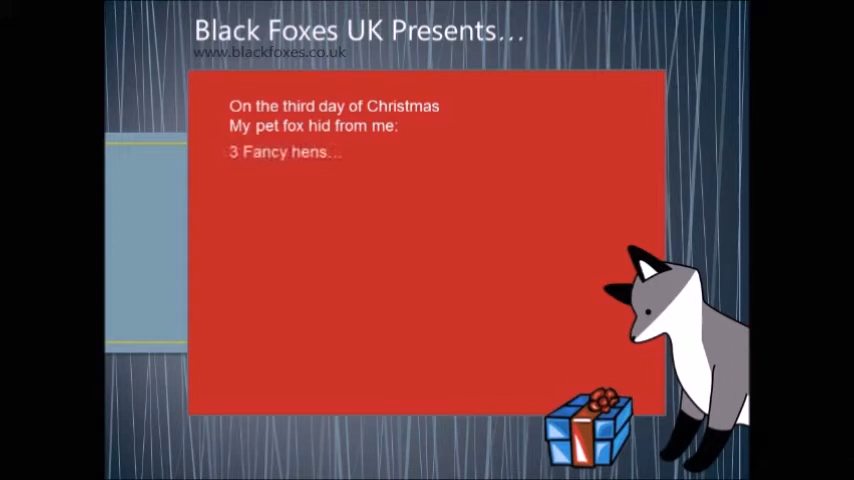 Black Foxes UK Presents...
www.blackfoxes.co.uk
On the third day of Christmas
My pet fox hid from me:
3 Fancy hens...